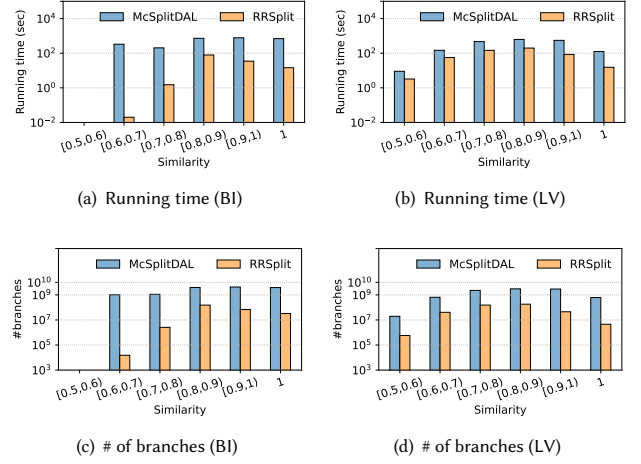 McSplitDAL RRSplit
Running time (sec)
10^4
10^2
10^0
10^−2
[0.5,0.6) [0.6,0.7) [0.7,0.8) [0.8,0.9) [0.9,1) 1
Similarity
(a) Running time (BI)
McSplitDAL RRSplit
Running time (sec)
10^4
10^2
10^0
10^−2
[0.5,0.6) [0.6,0.7) [0.7,0.8) [0.8,0.9) [0.9,1) 1
Similarity
(b) Running time (LV)
McSplitDAL RRSplit
#branches
10^10
10^9
10^7
10^5
10^3
[0.5,0.6) [0.6,0.7) [0.7,0.8) [0.8,0.9) [0.9,1) 1
Similarity
(c) # of branches (BI)
McSplitDAL RRSplit
#branches
10^10
10^9
10^7
10^5
10^3
[0.5,0.6) [0.6,0.7) [0.7,0.8) [0.8,0.9) [0.9,1) 1
Similarity
(d) # of branches (LV)